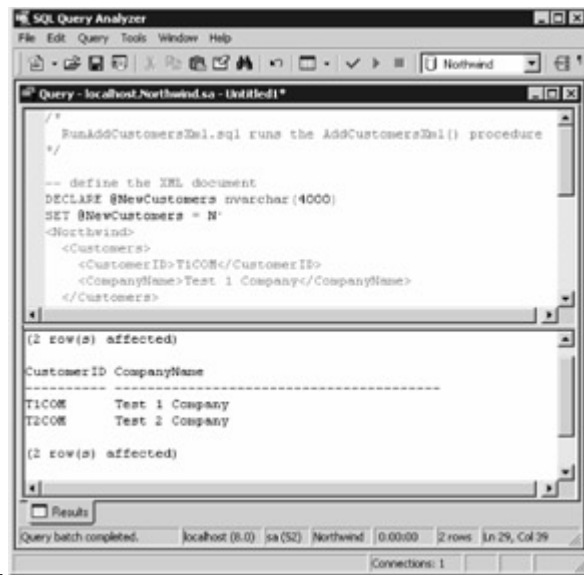 SQL Query Analyzer
File Edit Query Tools Window Help
Northwind
Query - localhost.Northwind.sa - Untitled1*
/*
RunAddCustomersXml.sql runs the AddCustomersXml() procedure
*/
-- define the XML document
DECLARE @NewCustomers nvarchar(4000)
SET @NewCustomers = N'
<Northwind>
<Customers>
<CustomerID>T1COM</CustomerID>
<CompanyName>Test 1 Company</CompanyName>
</Customers>
(2 row(s) affected)
CustomerID CompanyName
---------- ----------------------------------------
T1COM Test 1 Company
T2COM Test 2 Company
(2 row(s) affected)
Results
Query batch completed. localhost (8.0) sa (52) Northwind 0:00:00 2 rows Ln 29, Col 39
Connections: 1